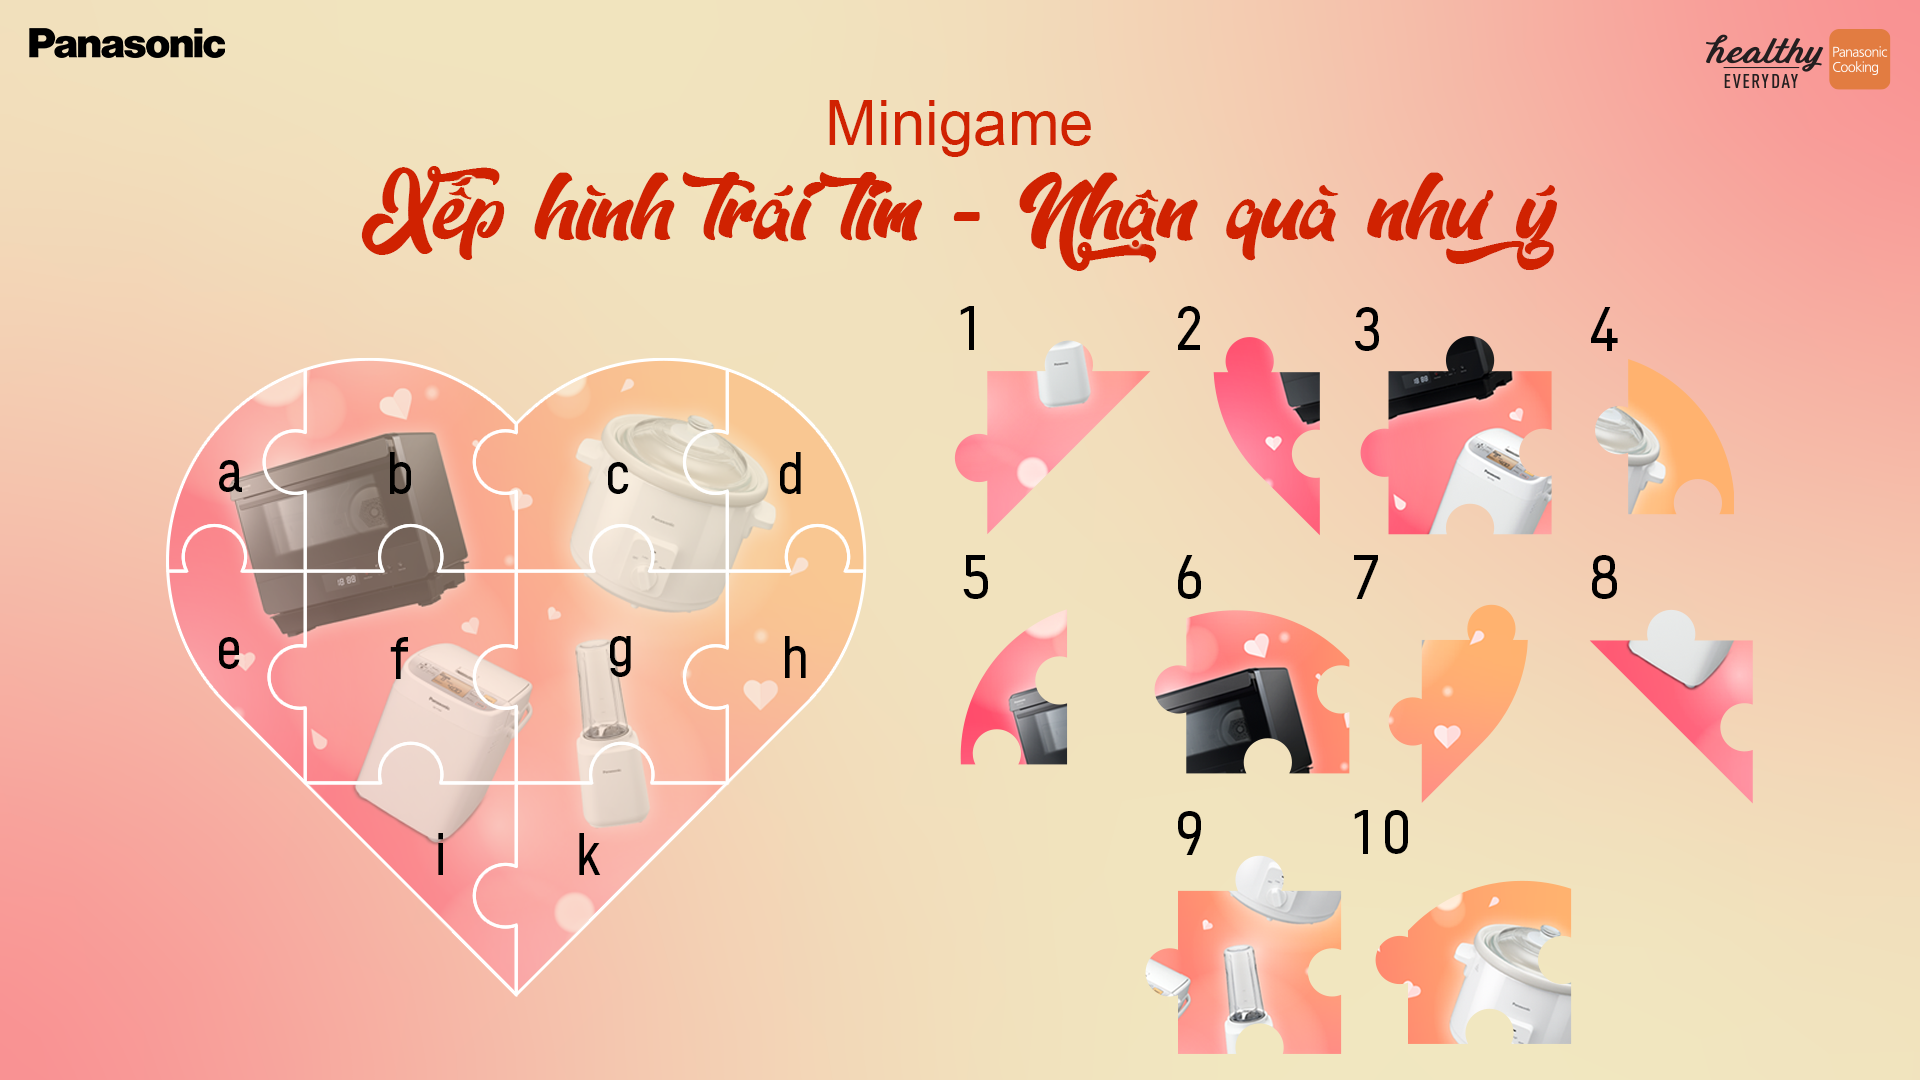 Panasonic
healthy
EVERYDAY
Panasonic
Cooking
Minigame
Xếp hình trái tim - Nhận quà như ý
1
2
3
4
a
b
c
d
5
6
7
8
e
f
g
h
9
10
i
k